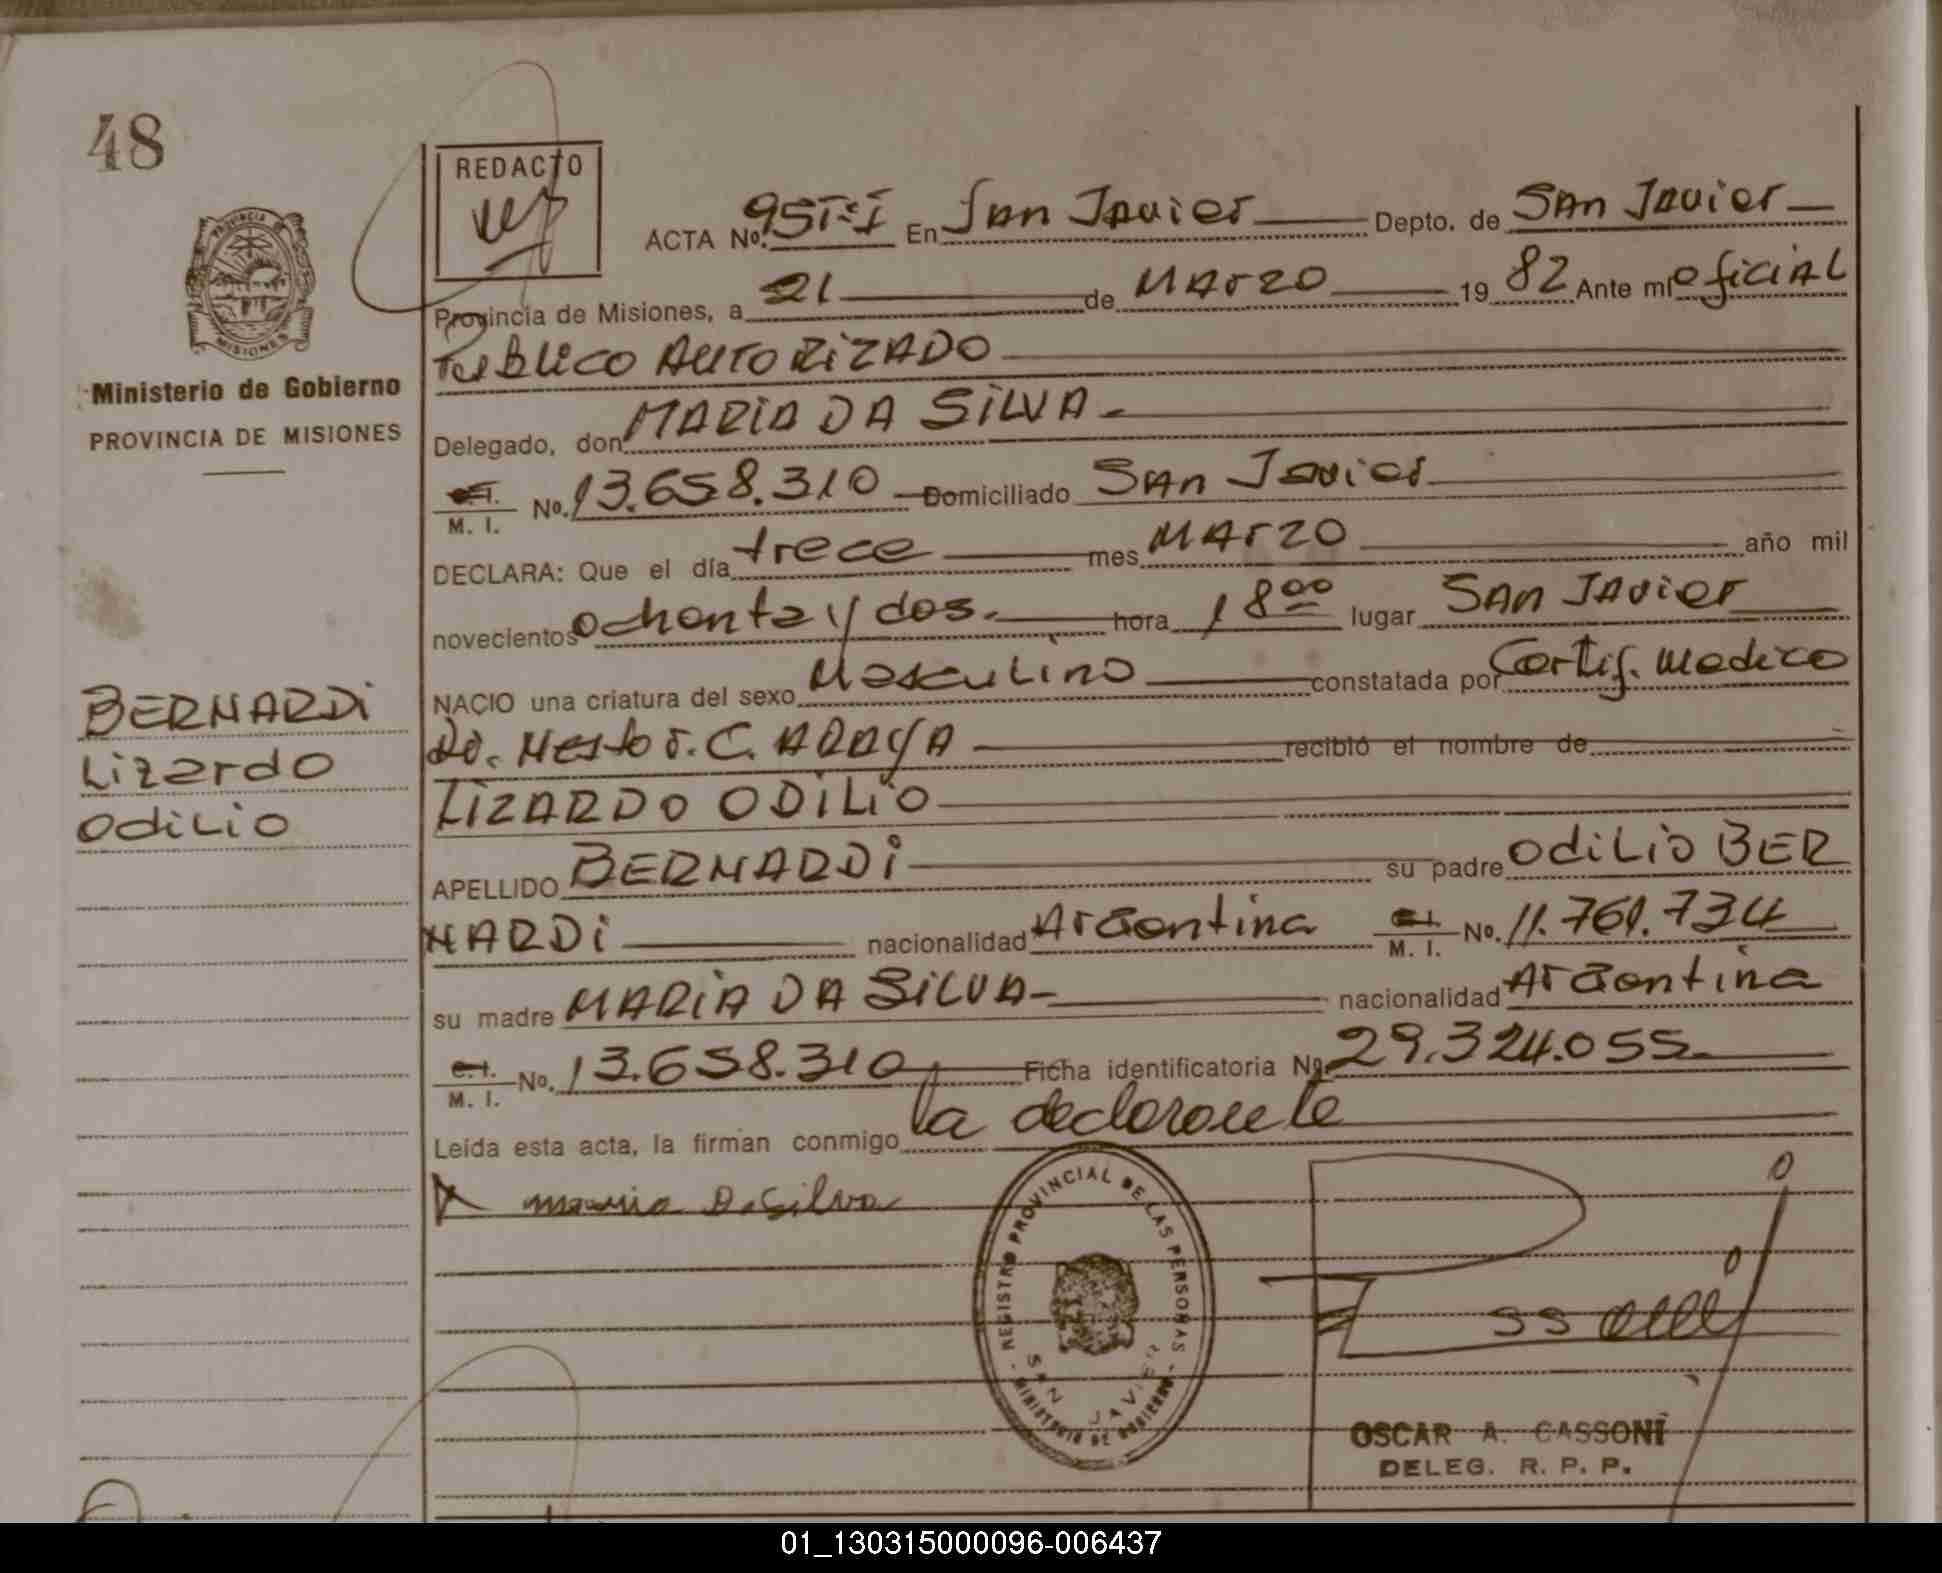 48
REDACTO
PROVINCIA
MISIONES
Ministerio de Gobierno
PROVINCIA DE MISIONES
ACTA No. 95T-I En San Javier Depto. de San Javier
Provincia de Misiones, a 21 de Marzo 1982 Ante mi oficial
Publico AUTORIZADO
Delegado, don MARIA DA SILVA.
C.I. M. I. No. 13.658.310 Domiciliado San Javier
DECLARA: Que el día trece mes Marzo año mil
novecientos ochenta y dos. hora 18 00 lugar San Javier
NACIO una criatura del sexo Masculino constatada por Certif. Medico
Dr. Nestor. C. ARAYA recibió el nombre de
LIZARDO ODILIO
APELLIDO BERNARDI su padre Odilio BER
NARDI nacionalidad Argentina C.I. M. I. No. 11.761.734
su madre MARIA DA SILVA- nacionalidad Argentina
C.I. M. I. No. 13.658.310 Ficha identificatoria No. 29.324.055.
Leída esta acta, la firman conmigo la declarante
X maria Da Silva
BERNARDI
Lizardo
Odilio
REGISTRO PROVINCIAL DE LAS PERSONAS
SAN JAVIER
MINISTERIO DE GOBIERNO
OSCAR A. CASSONI
DELEG. R. P. P.
01_130315000096-006437